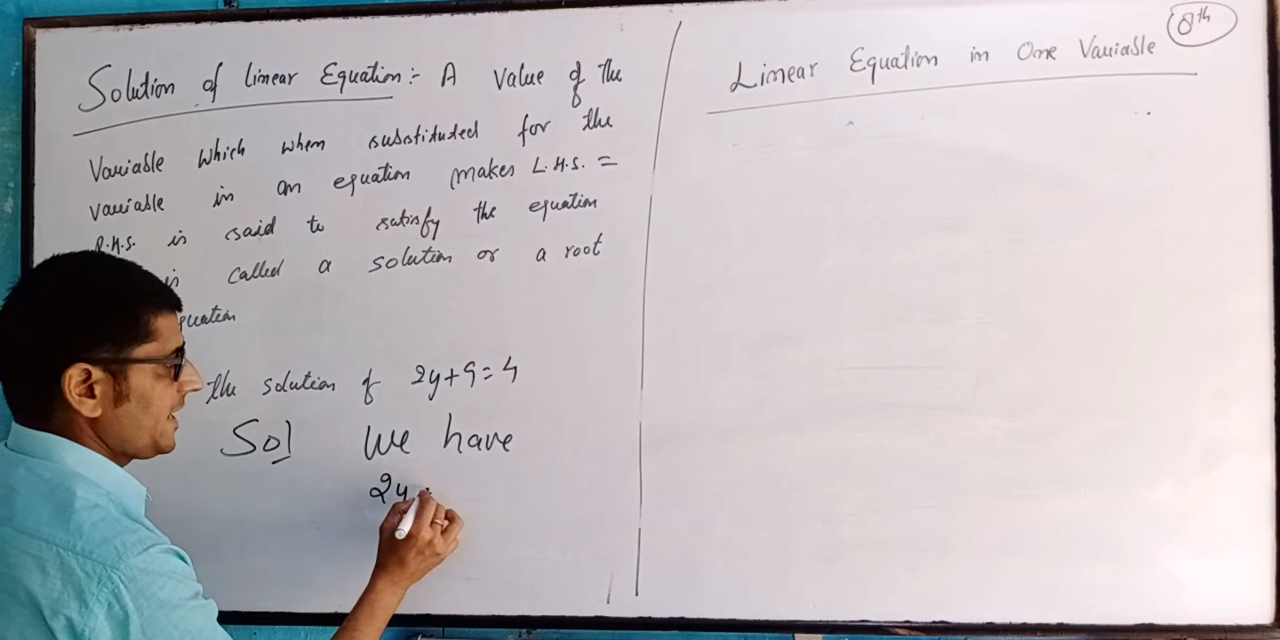 Solution of linear Equation:- A value of the
Variable which when substituted for the
variable in an equation makes L.H.S. =
R.H.S. is said to satisfy the equation
is called a solution or a root
quation
the solution of 2y+9=4
Sol We have
2y
8th
Linear Equation in One Variable